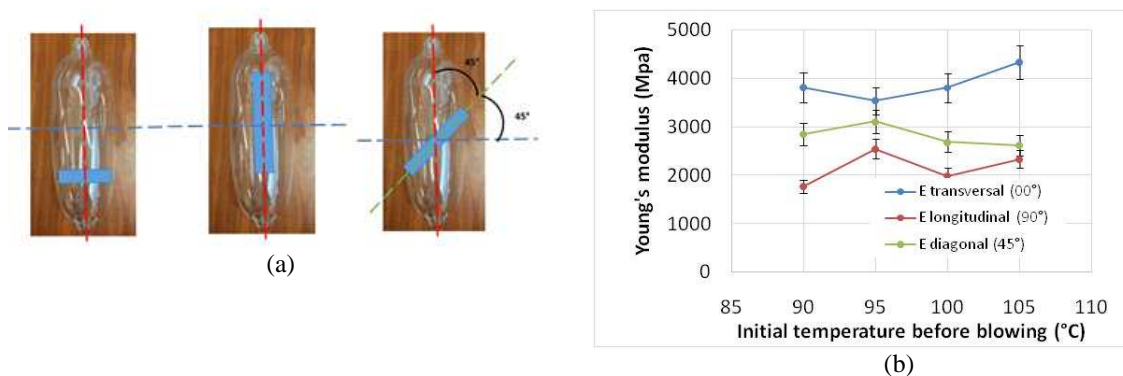 45°
45°
(a)
5000
4000
3000
2000
1000
0
Young's modulus (Mpa)
E transversal (00°)
E longitudinal (90°)
E diagonal (45°)
85 90 95 100 105 110
Initial temperature before blowing (°C)
(b)